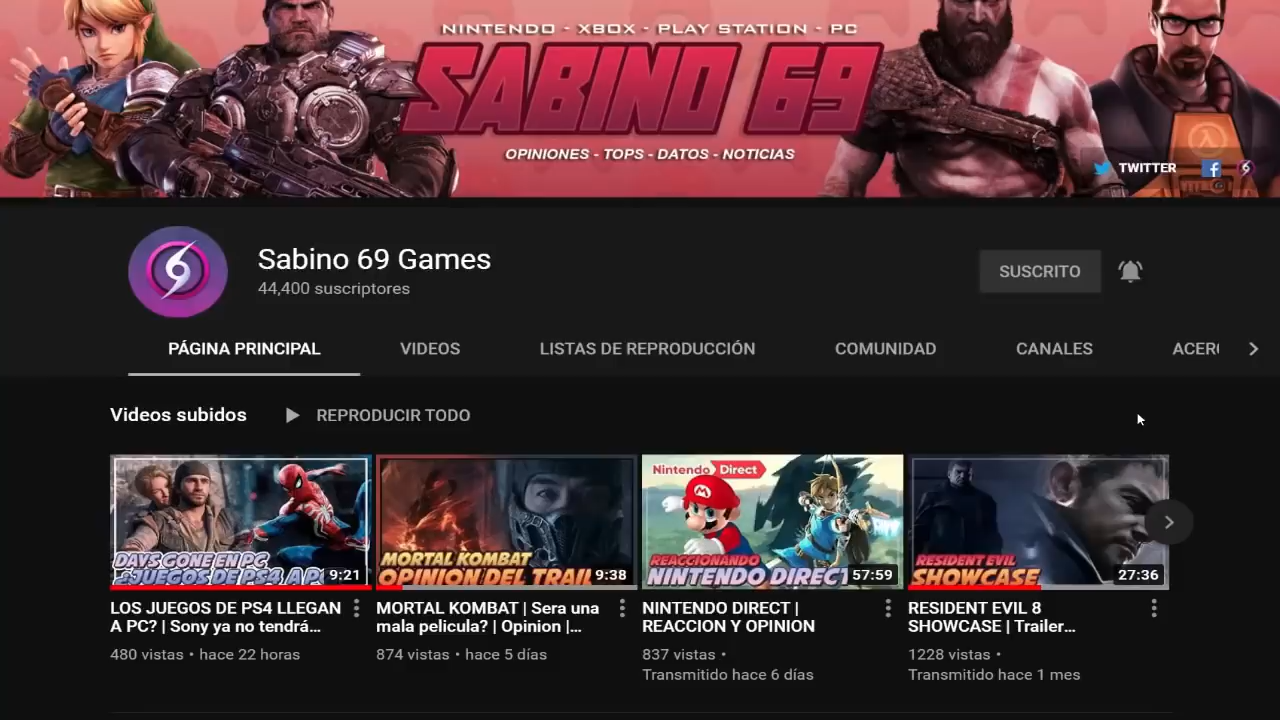 NINTENDO - XBOX - PLAY STATION - PC
SABINO 69
OPINIONES - TOPS - DATOS - NOTICIAS
TWITTER
Sabino 69 Games
44,400 suscriptores
SUSCRITO
PÁGINA PRINCIPAL
VIDEOS
LISTAS DE REPRODUCCIÓN
COMUNIDAD
CANALES
ACER
Videos subidos
REPRODUCIR TODO
DAYS GONE EN PC
¿JUEGOS DE PS4 A P
9:21
MORTAL KOMBAT
OPINION DEL TRAIL
9:38
Nintendo Direct
REACCIONANDO
NINTENDO DIRECT
57:59
RESIDENT EVIL
SHOWCASE
27:36
LOS JUEGOS DE PS4 LLEGAN
A PC? | Sony ya no tendrá...
480 vistas • hace 22 horas
MORTAL KOMBAT | Sera una
mala pelicula? | Opinion |...
874 vistas • hace 5 días
NINTENDO DIRECT |
REACCION Y OPINION
837 vistas •
Transmitido hace 6 días
RESIDENT EVIL 8
SHOWCASE | Trailer...
1228 vistas •
Transmitido hace 1 mes